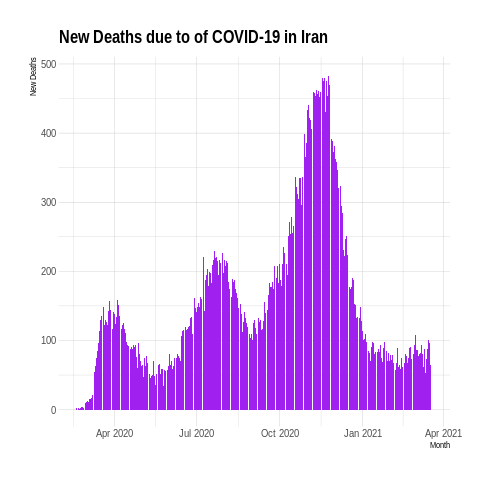 New Deaths due to of COVID-19 in Iran
New Deaths
500
400
300
200
100
0
Apr 2020 Jul 2020 Oct 2020 Jan 2021 Apr 2021
Month